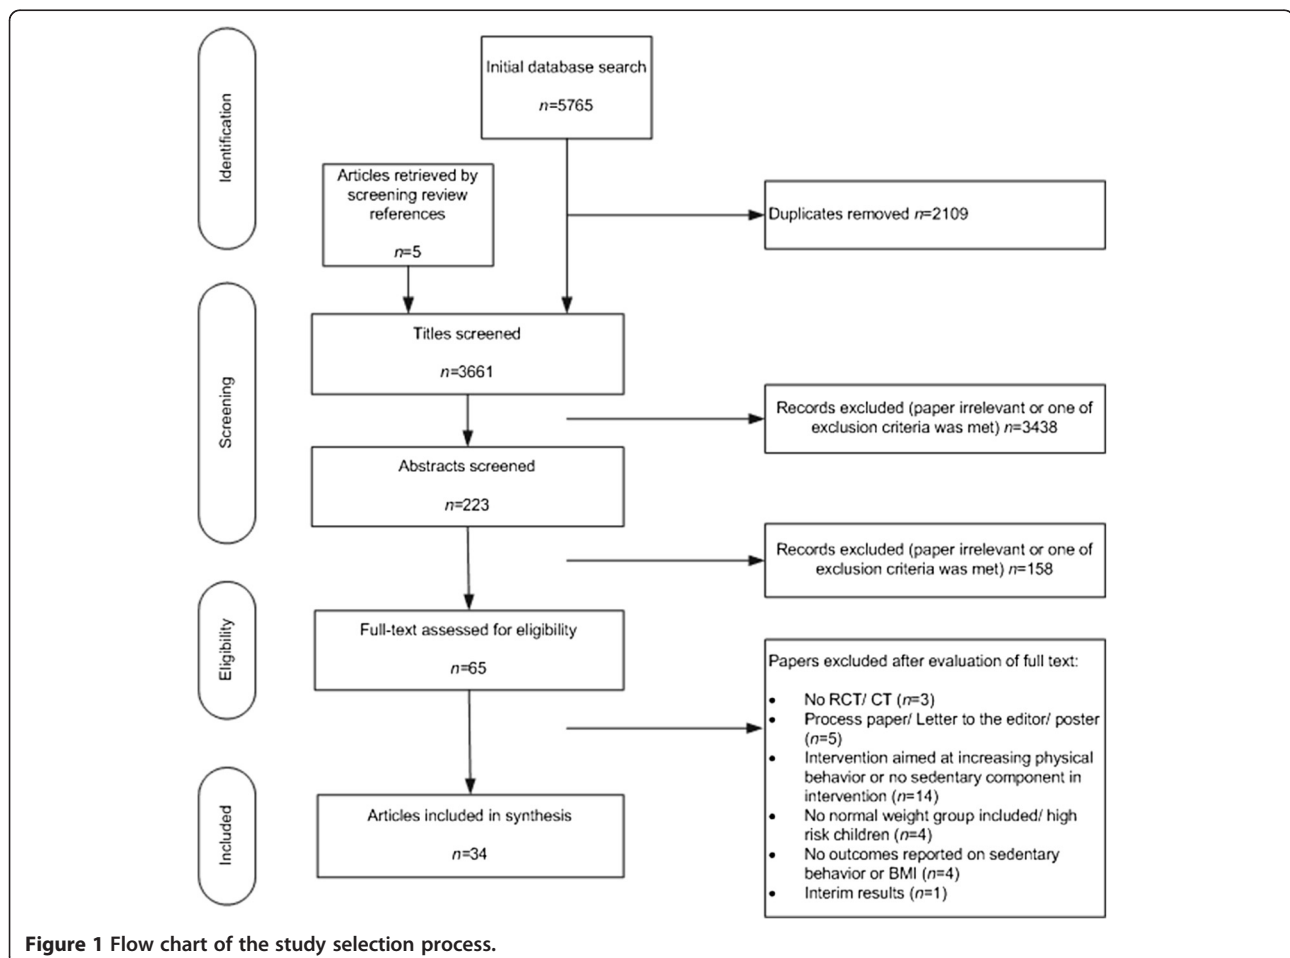 Identification
Initial database search
n=5765
Articles retrieved by
screening review
references
n=5
Duplicates removed n=2109
Screening
Titles screened
n=3661
Records excluded (paper irrelevant or one of
exclusion criteria was met) n=3438
Abstracts screened
n=223
Records excluded (paper irrelevant or one of
exclusion criteria was met) n=158
Eligibility
Full-text assessed for eligibility
n=65
Papers excluded after evaluation of full text:
• No RCT/ CT (n=3)
• Process paper/ Letter to the editor/ poster
(n=5)
• Intervention aimed at increasing physical
behavior or no sedentary component in
intervention (n=14)
• No normal weight group included/ high
risk children (n=4)
• No outcomes reported on sedentary
behavior or BMI (n=4)
• Interim results (n=1)
Included
Articles included in synthesis
n=34
Figure 1 Flow chart of the study selection process.